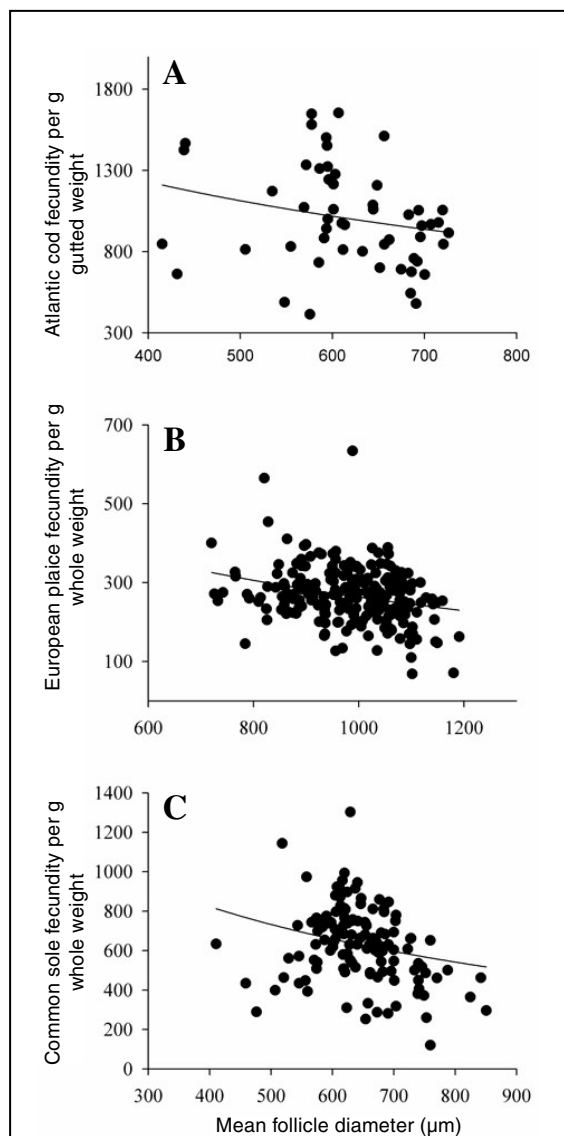 A
1800
1300
800
300
400 500 600 700 800
Atlantic cod fecundity per g
gutted weight
B
700
500
300
100
600 800 1000 1200
European plaice fecundity per g
whole weight
C
1400
1200
1000
800
600
400
200
0
300 400 500 600 700 800 900
Common sole fecundity per g
whole weight
Mean follicle diameter (µm)